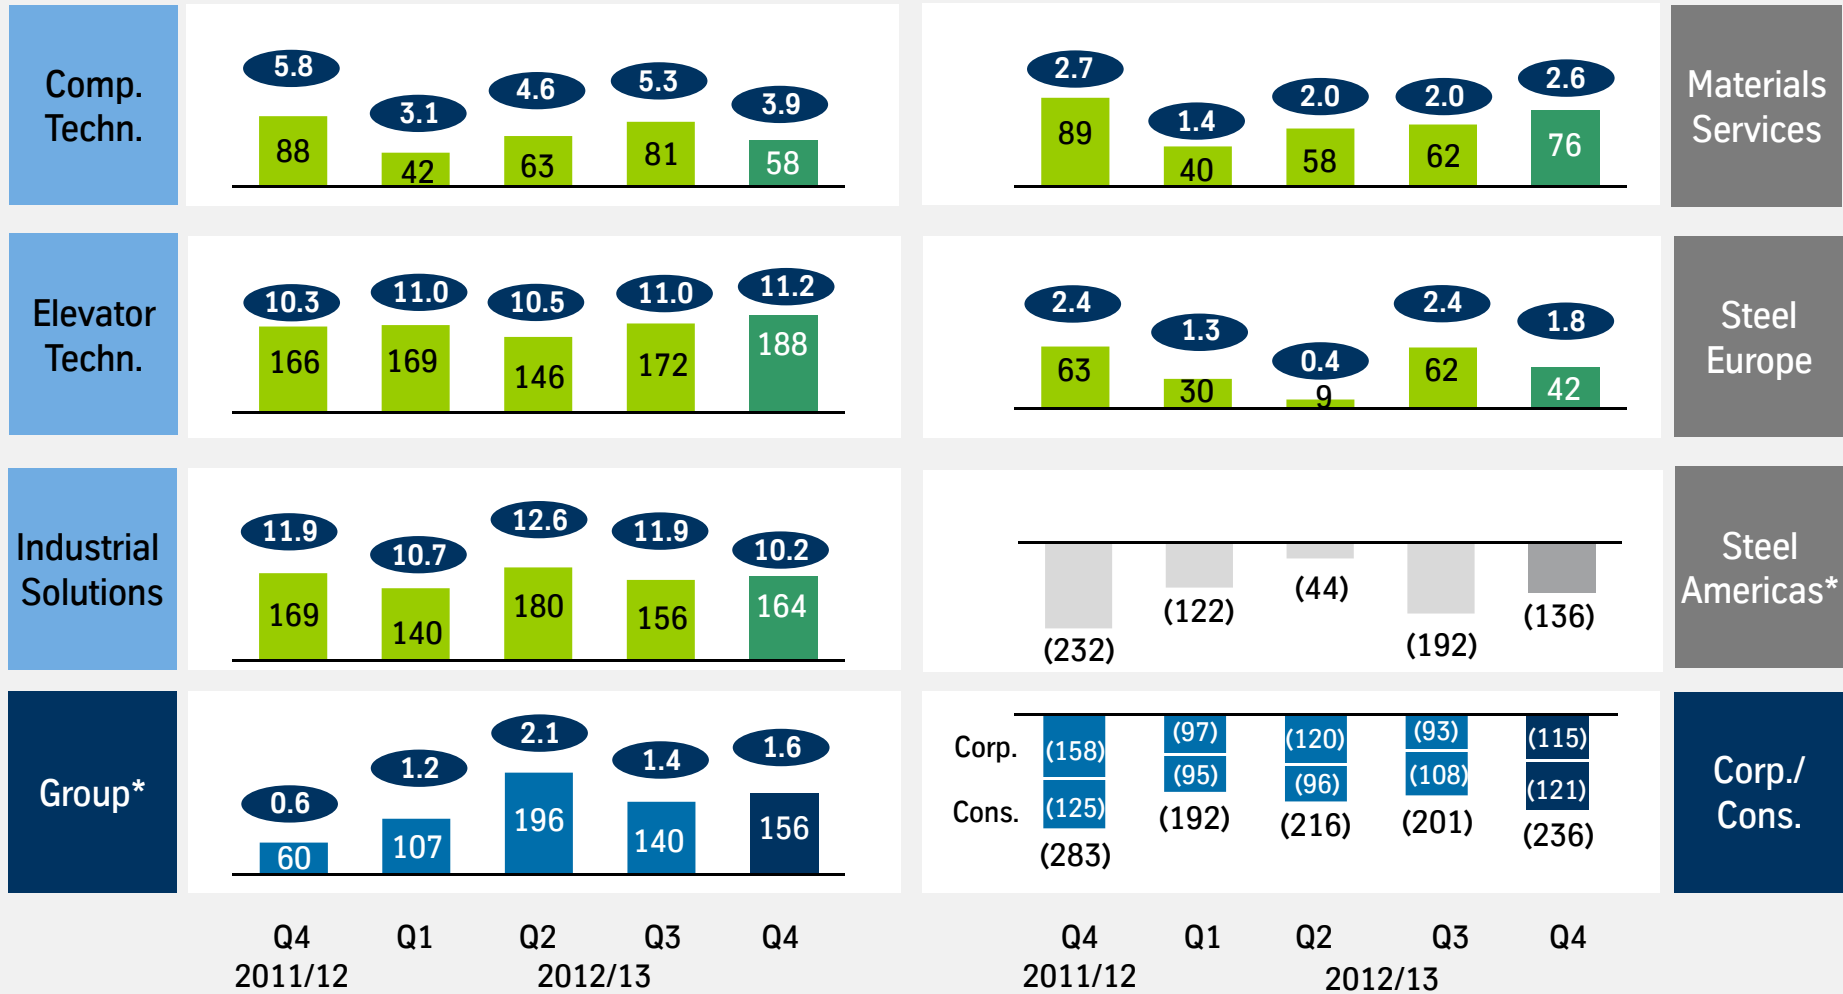 Comp.
Techn.
5.8 3.1 4.6 5.3 3.9
88 42 63 81 58
2.7 1.4 2.0 2.0 2.6
89 40 58 62 76
Materials
Services
Elevator
Techn.
10.3 11.0 10.5 11.0 11.2
166 169 146 172 188
2.4 1.3 0.4 2.4 1.8
63 30 9 62 42
Steel
Europe
Industrial
Solutions
11.9 10.7 12.6 11.9 10.2
169 140 180 156 164
(232) (122) (44) (192) (136)
Steel
Americas*
Group*
0.6 1.2 2.1 1.4 1.6
60 107 196 140 156
Corp. (158) (97) (120) (93) (115)
Cons. (125) (95) (96) (108) (121)
(283) (192) (216) (201) (236)
Corp./
Cons.
Q4 Q1 Q2 Q3 Q4
2011/12 2012/13
Q4 Q1 Q2 Q3 Q4
2011/12 2012/13